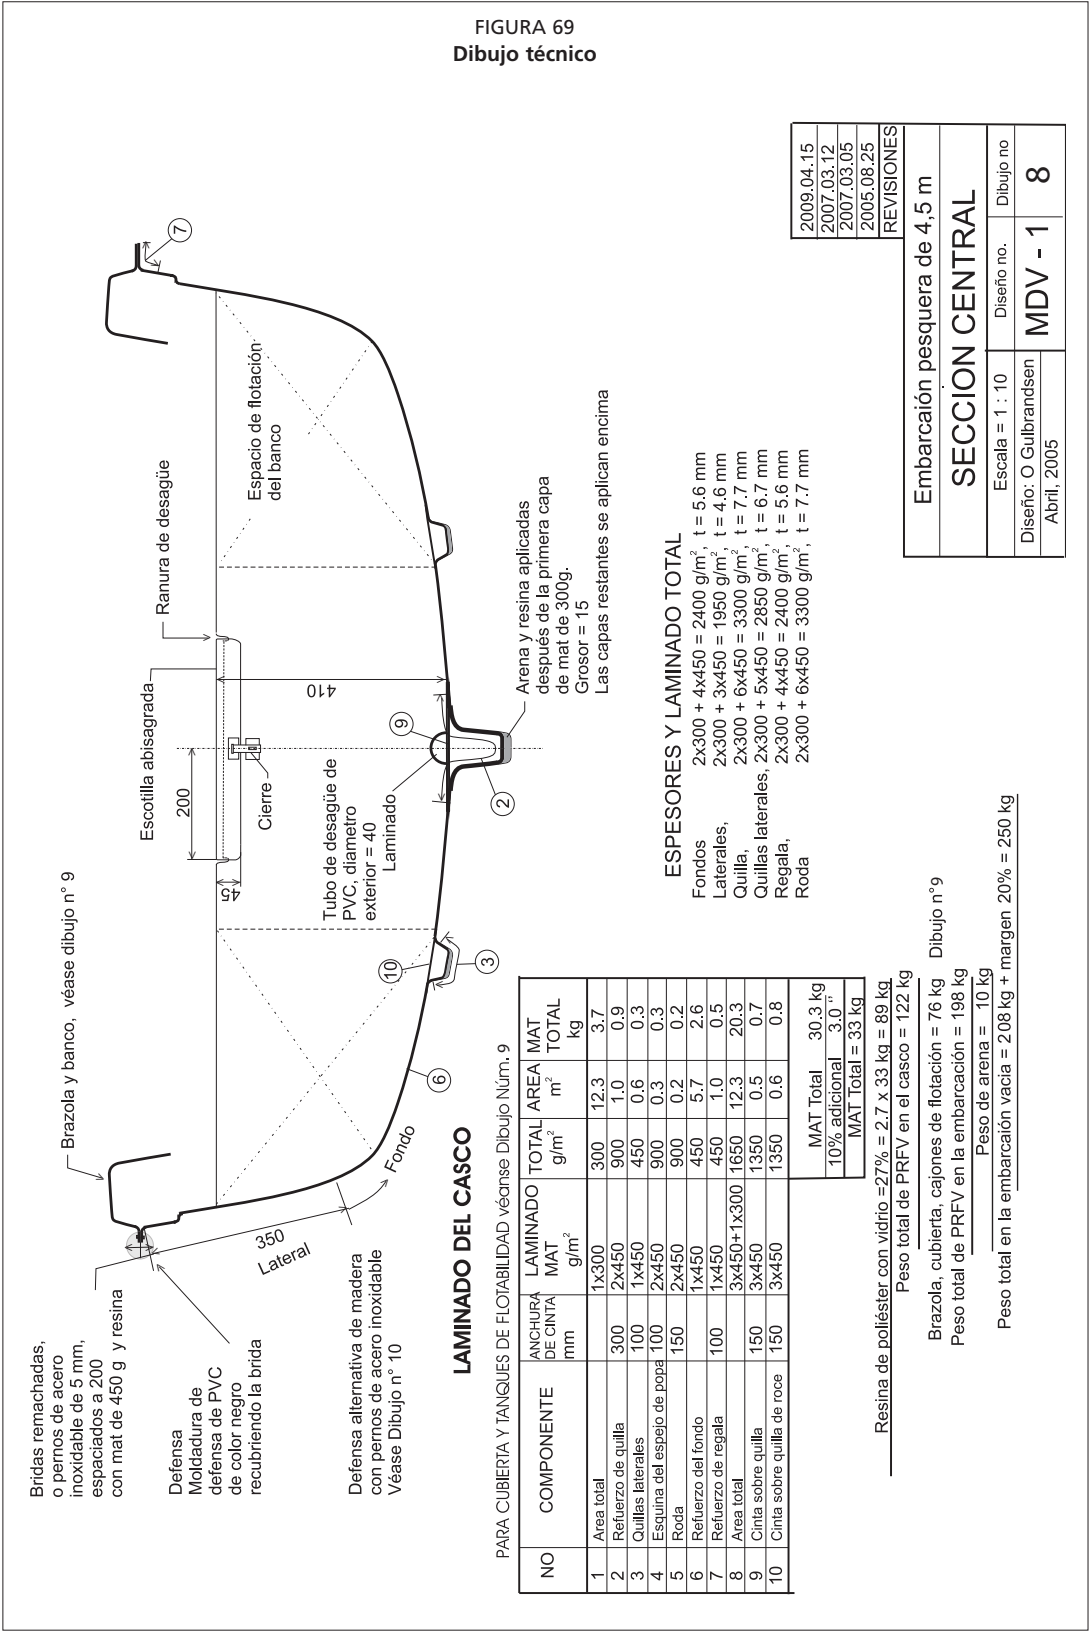 FIGURA 69
Dibujo técnico
Bridas remachadas,
o pernos de acero
inoxidable de 5 mm,
espaciados a 200
con mat de 450 g y resina
Defensa
Moldadura de
defensa de PVC
de color negro
recubriendo la brida
Defensa alternativa de madera
con pernos de acero inoxidable
Véase Dibujo n° 10
Brazola y banco, véase dibujo n° 9
350
Lateral
Fondo
6
10
3
Escotilla abisagrada
200
45
Cierre
Ranura de desagüe
410
Tubo de desagüe de
PVC, diametro
exterior = 40
Laminado
9
2
Espacio de flotación
del banco
7
Arena y resina aplicadas
después de la primera capa
de mat de 300g.
Grosor = 15
Las capas restantes se aplican encima
LAMINADO DEL CASCO
PARA CUBIERTA Y TANQUES DE FLOTABILIDAD véanse Dibujo Núm. 9
NO COMPONENTE ANCHURA DE CINTA mm LAMINADO MAT g/m² TOTAL g/m² AREA m² MAT TOTAL kg
1 Area total 1x300 300 12.3 3.7
2 Refuerzo de quilla 300 2x450 900 1.0 0.9
3 Quillas laterales 100 1x450 450 0.6 0.3
4 Esquina del espejo de popa 100 2x450 900 0.3 0.3
5 Roda 150 2x450 900 0.2 0.2
6 Refuerzo del fondo 1x450 450 5.7 2.6
7 Refuerzo de regala 100 1x450 450 1.0 0.5
8 Area total 3x450+1x300 1650 12.3 20.3
9 Cinta sobre quilla 150 3x450 1350 0.5 0.7
10 Cinta sobre quilla de roce 150 3x450 1350 0.6 0.8
MAT Total 30.3 kg
10% adicional 3.0 "
MAT Total = 33 kg
Resina de poliéster con vidrio =27% = 2.7 x 33 kg = 89 kg
Peso total de PRFV en el casco = 122 kg
Brazola, cubierta, cajones de flotación = 76 kg Dibujo n°9
Peso total de PRFV en la embarcación = 198 kg
Peso de arena = 10 kg
Peso total en la embarción vacia = 208 kg + margen 20% = 250 kg
ESPESORES Y LAMINADO TOTAL
Fondos 2x300 + 4x450 = 2400 g/m², t = 5.6 mm
Laterales, 2x300 + 3x450 = 1950 g/m², t = 4.6 mm
Quilla, 2x300 + 6x450 = 3300 g/m², t = 7.7 mm
Quillas laterales, 2x300 + 5x450 = 2850 g/m², t = 6.7 mm
Regala, 2x300 + 4x450 = 2400 g/m², t = 5.6 mm
Roda 2x300 + 6x450 = 3300 g/m², t = 7.7 mm
2009.04.15
2007.03.12
2007.03.05
2005.08.25
REVISIONES
Embarcaión pesquera de 4,5 m
SECCION CENTRAL
Escala = 1 : 10
Diseño: O Gulbrandsen
Abril, 2005
Diseño no.
MDV - 1
Dibujo no
8